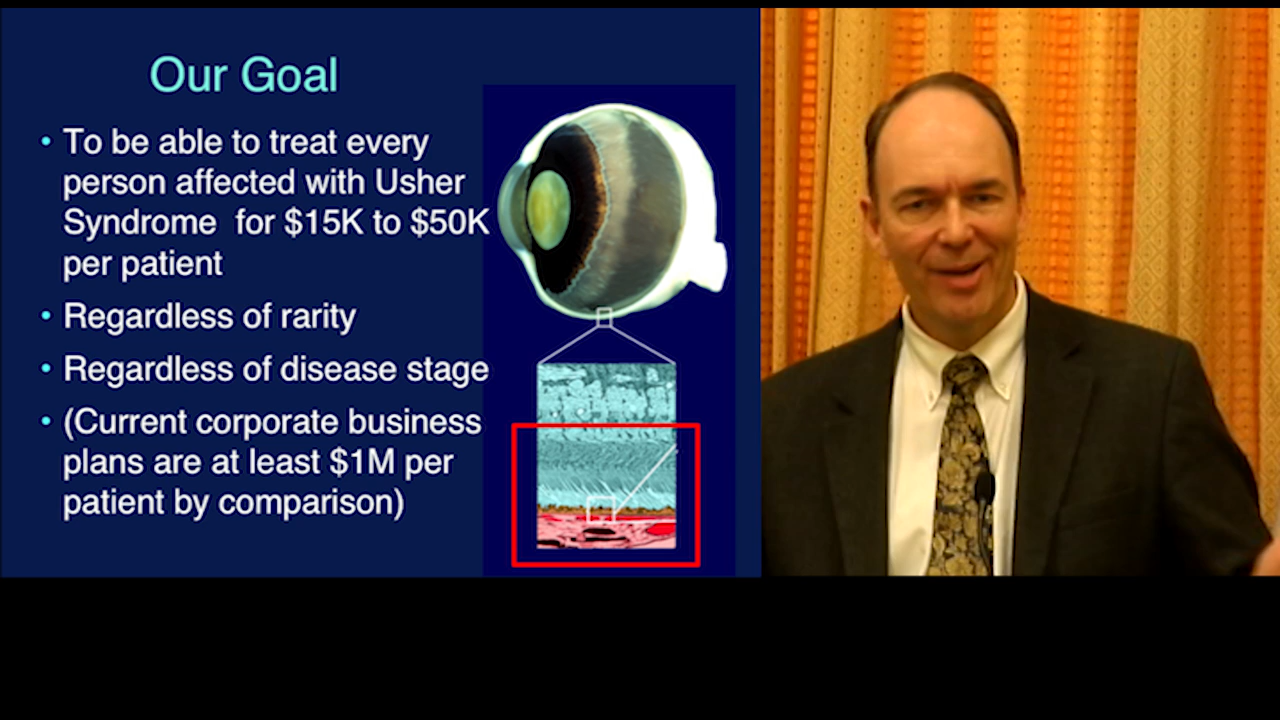 Our Goal
• To be able to treat every
person affected with Usher
Syndrome for $15K to $50K
per patient
• Regardless of rarity
• Regardless of disease stage
• (Current corporate business
plans are at least $1M per
patient by comparison)